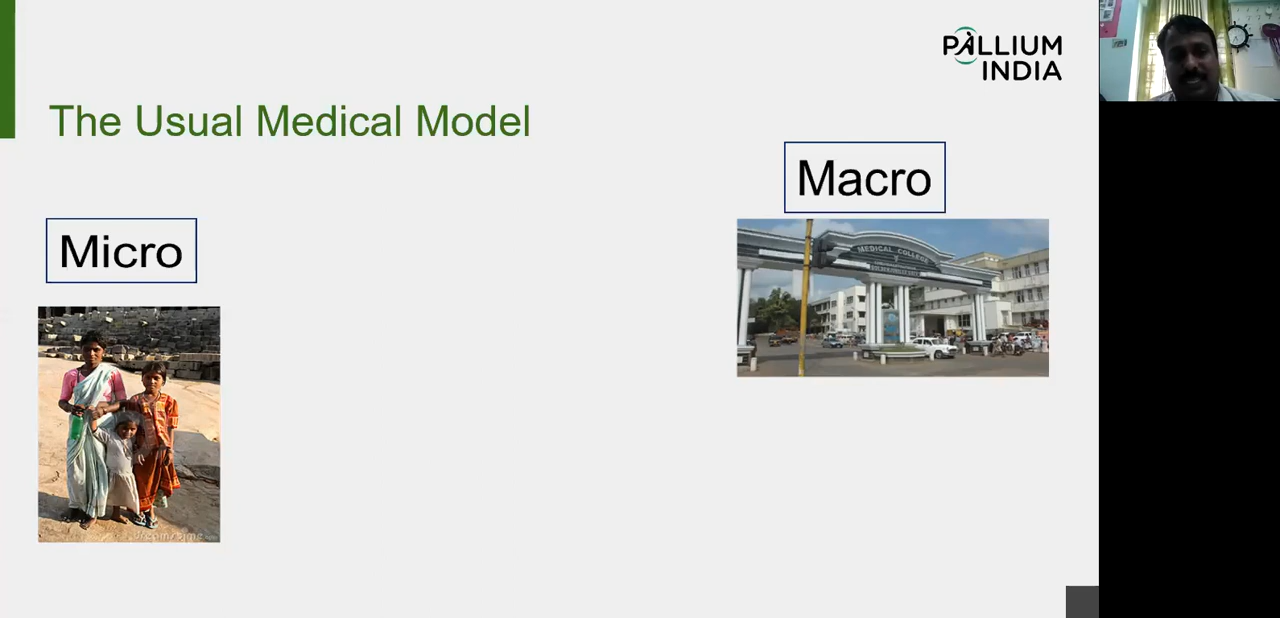 PALLIUM
INDIA
The Usual Medical Model
Macro
Micro
MEDICAL COLLEGE